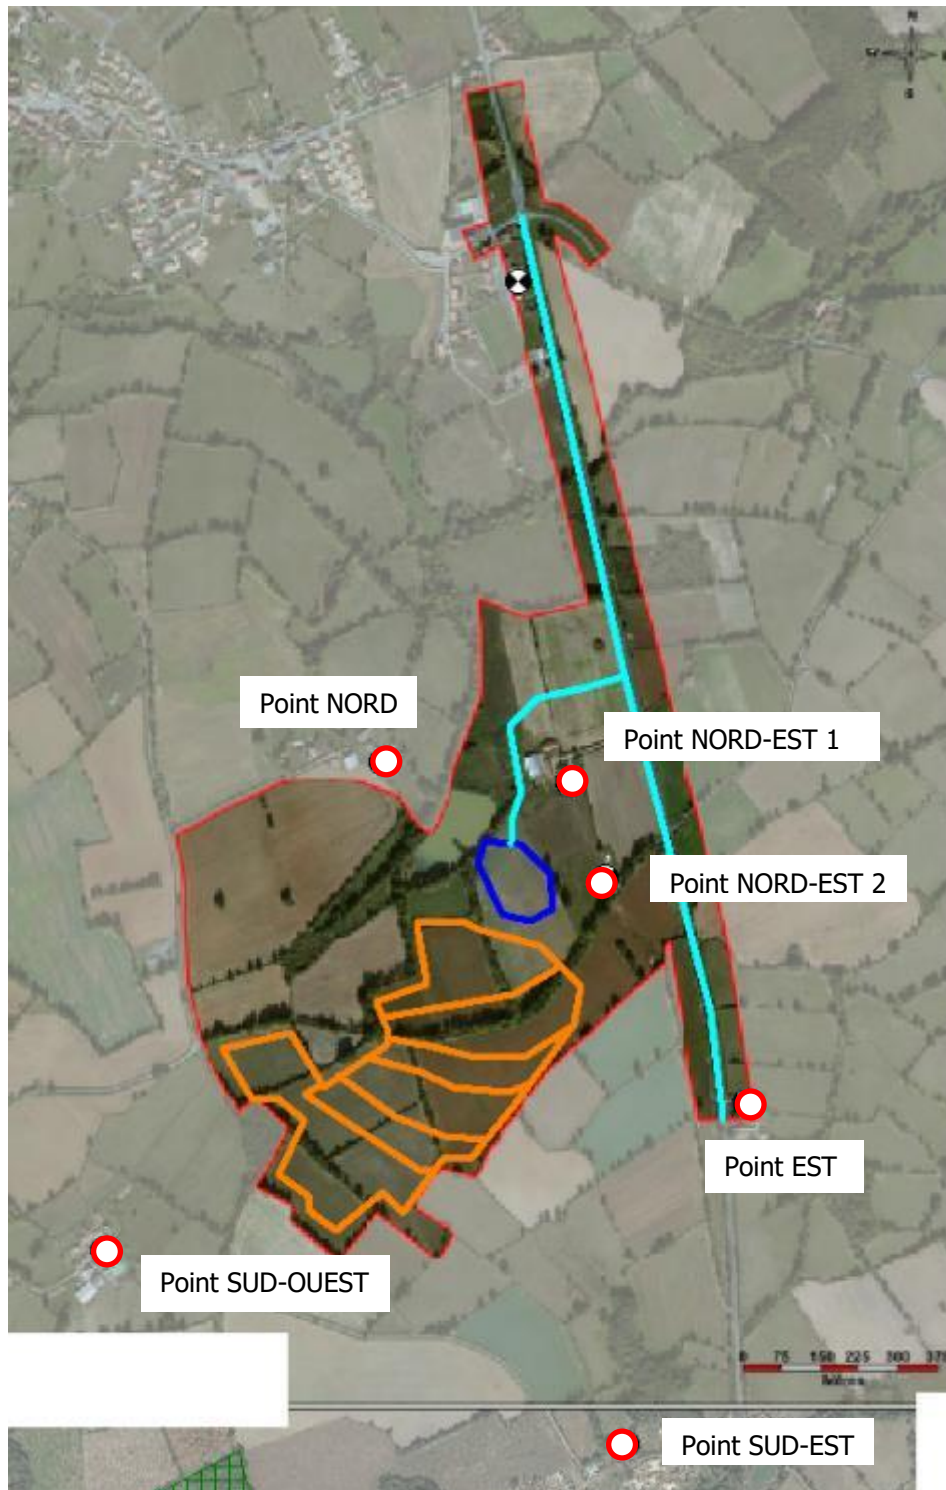 N
S
Point NORD
Point NORD-EST 1
Point NORD-EST 2
Point EST
Point SUD-OUEST
0 75 150 225 300 375
Mètres
Point SUD-EST